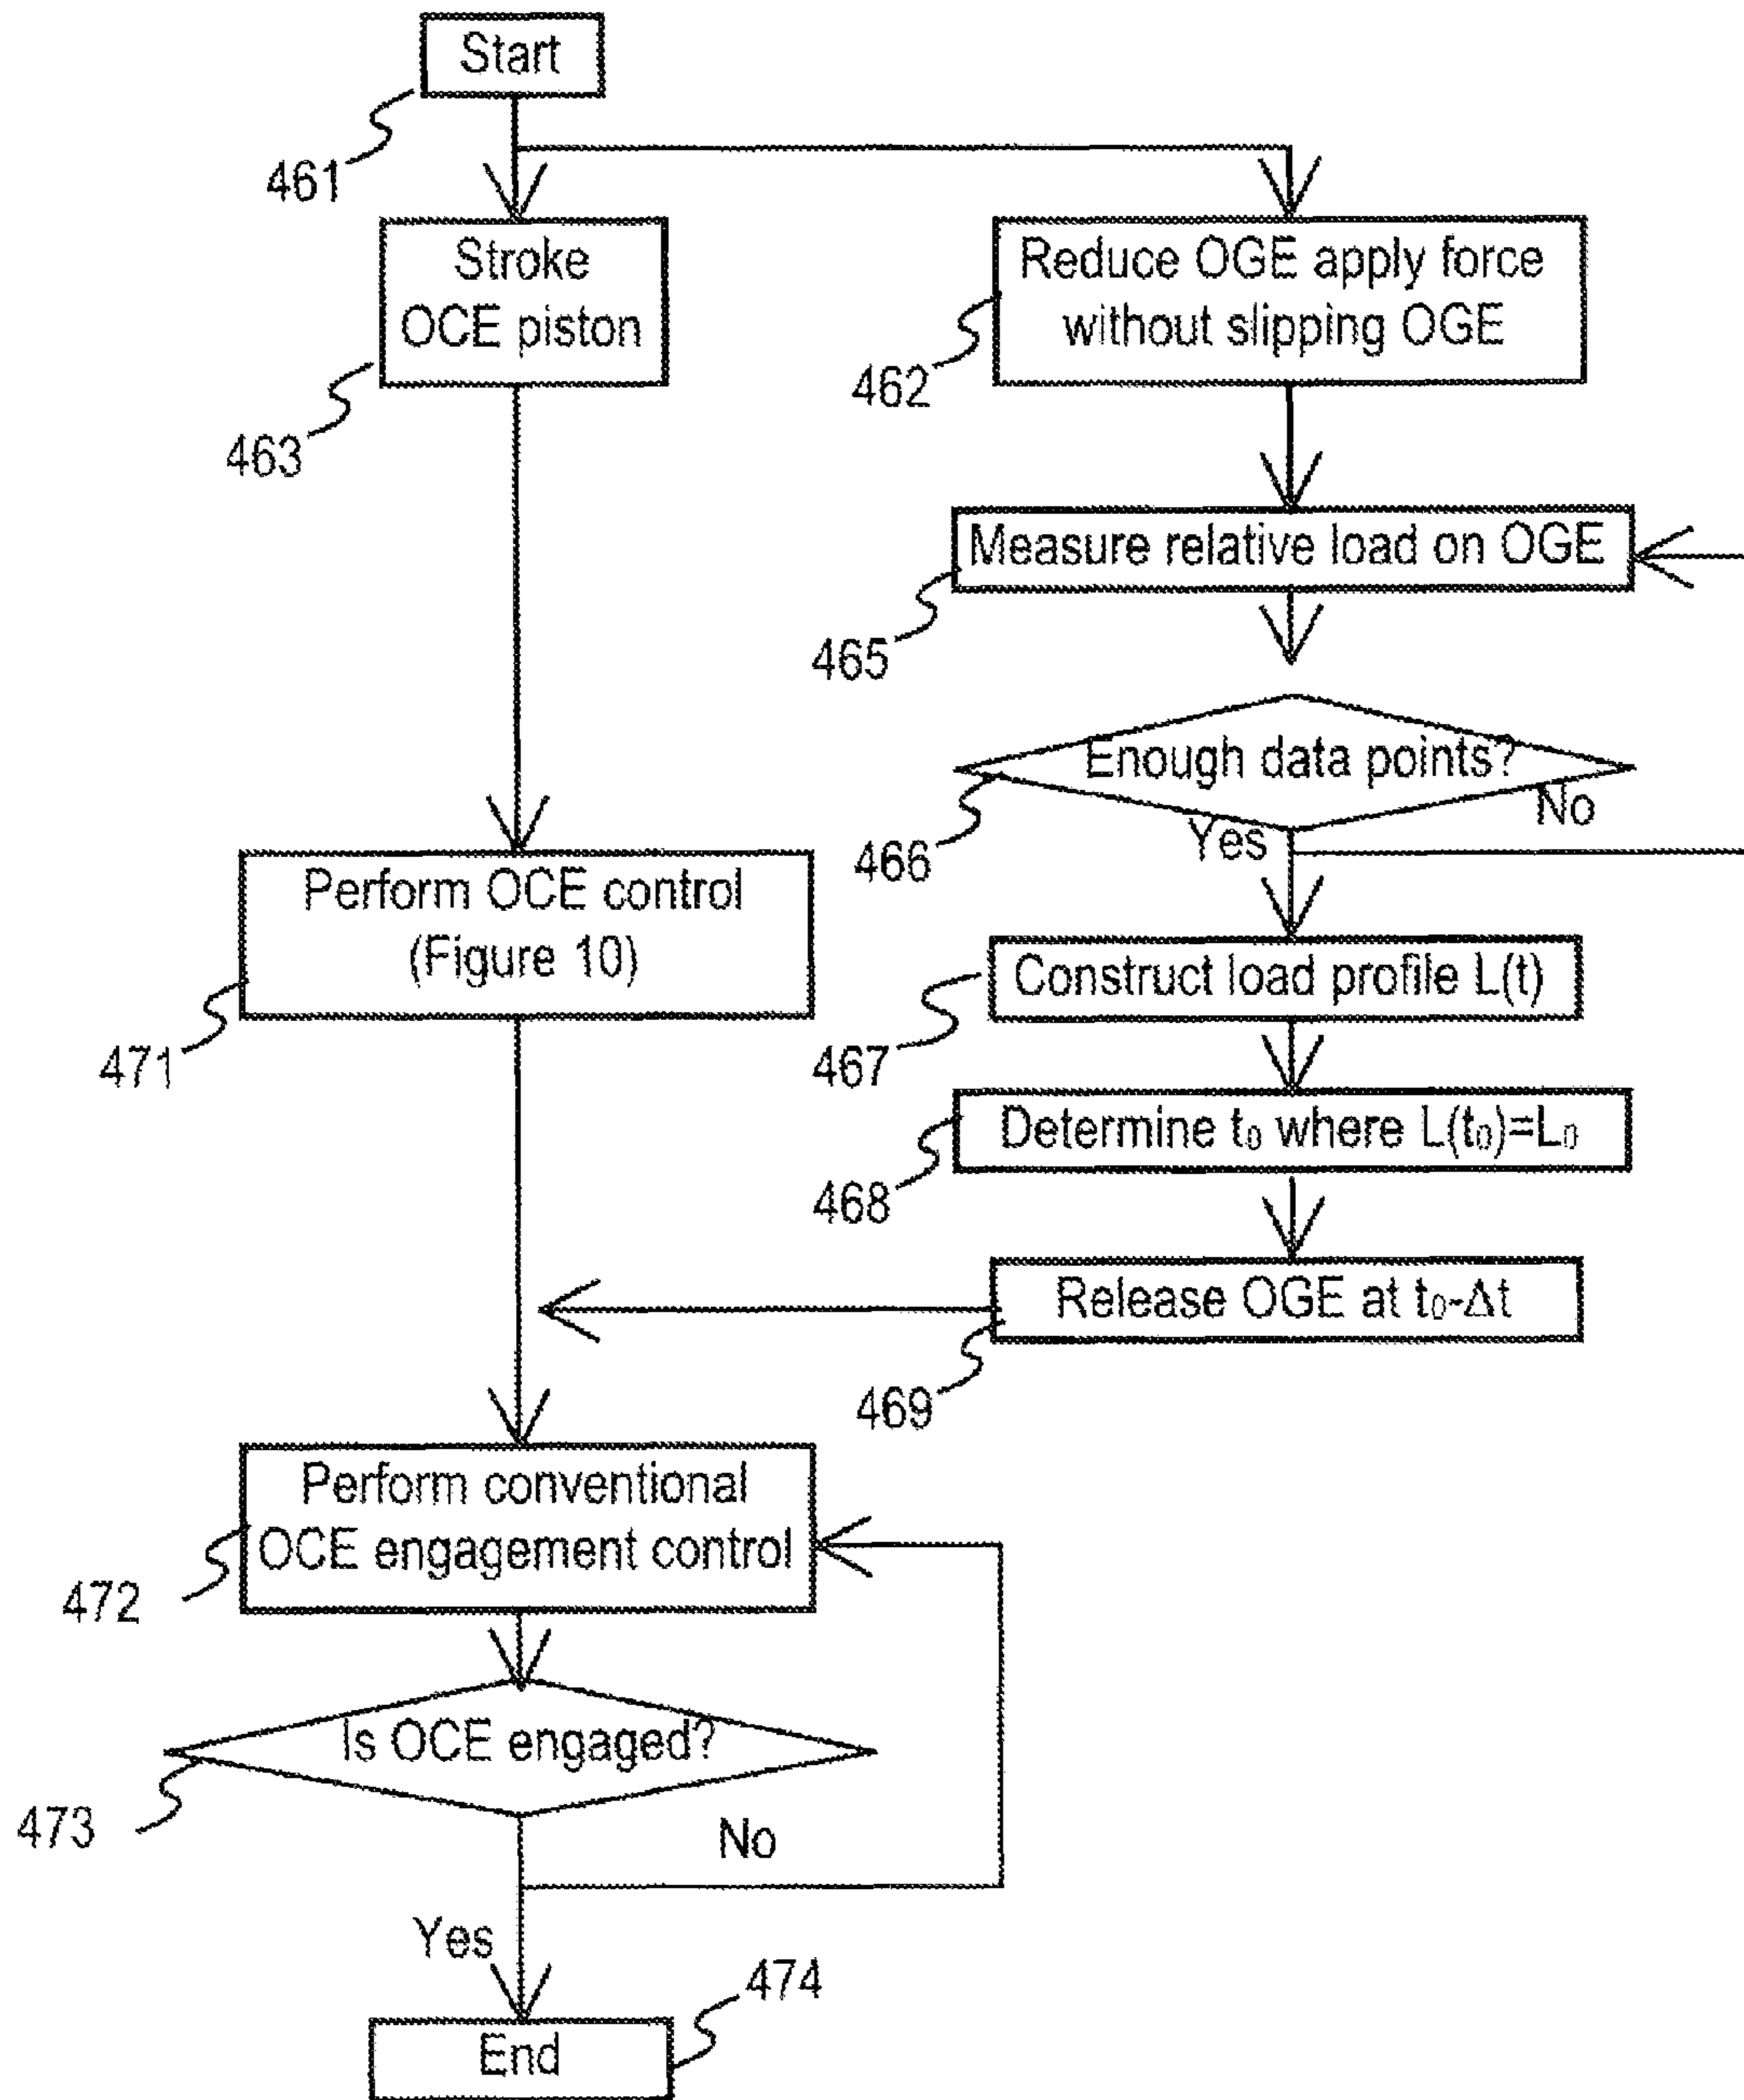 Start
461
Stroke
OCE piston
463
Reduce OGE apply force
without slipping OGE
462
Measure relative load on OGE
465
Enough data points?
466
Yes
No
Perform OCE control
(Figure 10)
471
Construct load profile L(t)
467
Determine t₀ where L(t₀)=L₀
468
Release OGE at t₀-Δt
469
Perform conventional
OCE engagement control
472
Is OCE engaged?
473
No
Yes
474
End